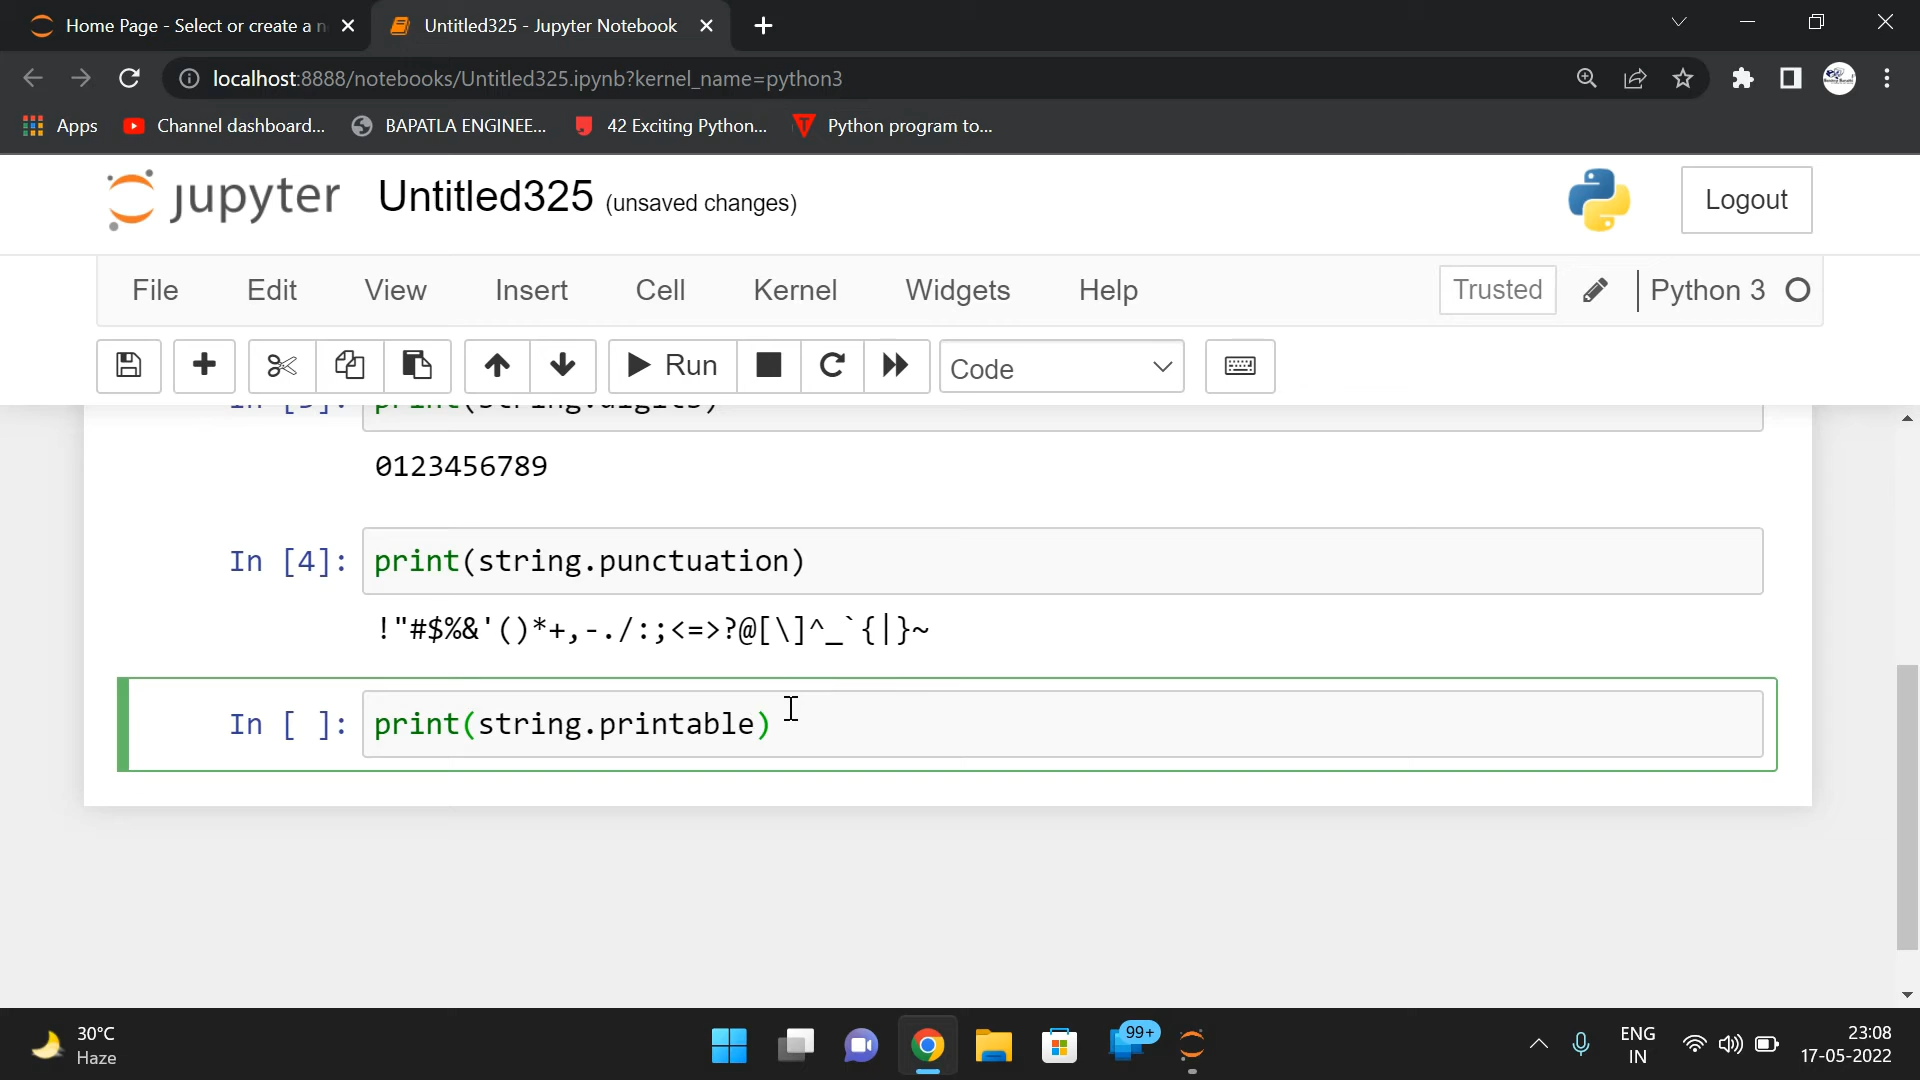 Home Page - Select or create a n
Untitled325 - Jupyter Notebook
localhost:8888/notebooks/Untitled325.ipynb?kernel_name=python3
Apps
Channel dashboard...
BAPATLA ENGINEE...
42 Exciting Python...
Python program to...
jupyter
Untitled325 (unsaved changes)
Logout
File Edit View Insert Cell Kernel Widgets Help
Trusted
Python 3
Run
Code
print(string.digits)
0123456789
In [4]: print(string.punctuation)
!"#$%&'()*+,-./:;<=>?@[\]^_`{|}~
In [ ]: print(string.printable)
30°C
Haze
99+
ENG
IN
23:08
17-05-2022